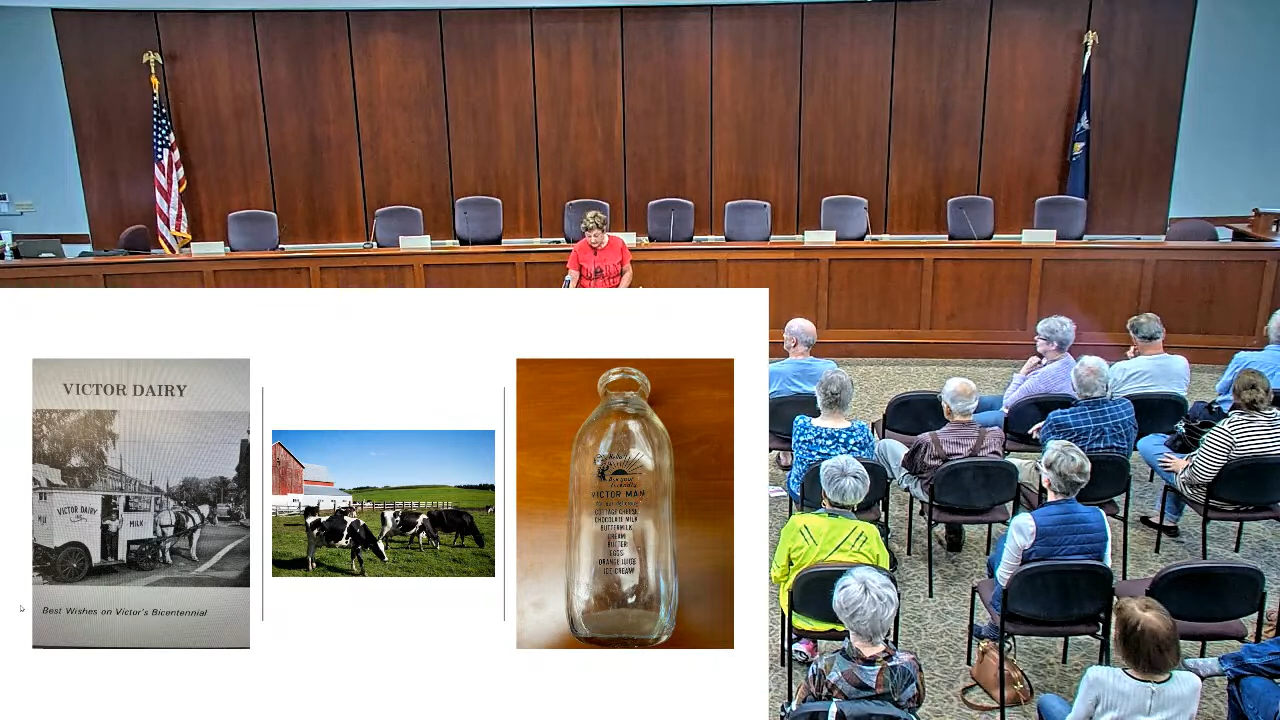 VICTOR DAIRY
VICTOR DAIRY
MILK
Best Wishes on Victor's Bicentennial
VICTOR MAN
COTTAGE CHEESE
CHOCOLATE MILK
BUTTERMILK
CREAM
BUTTER
EGGS
ORANGE JUICE
ICE CREAM